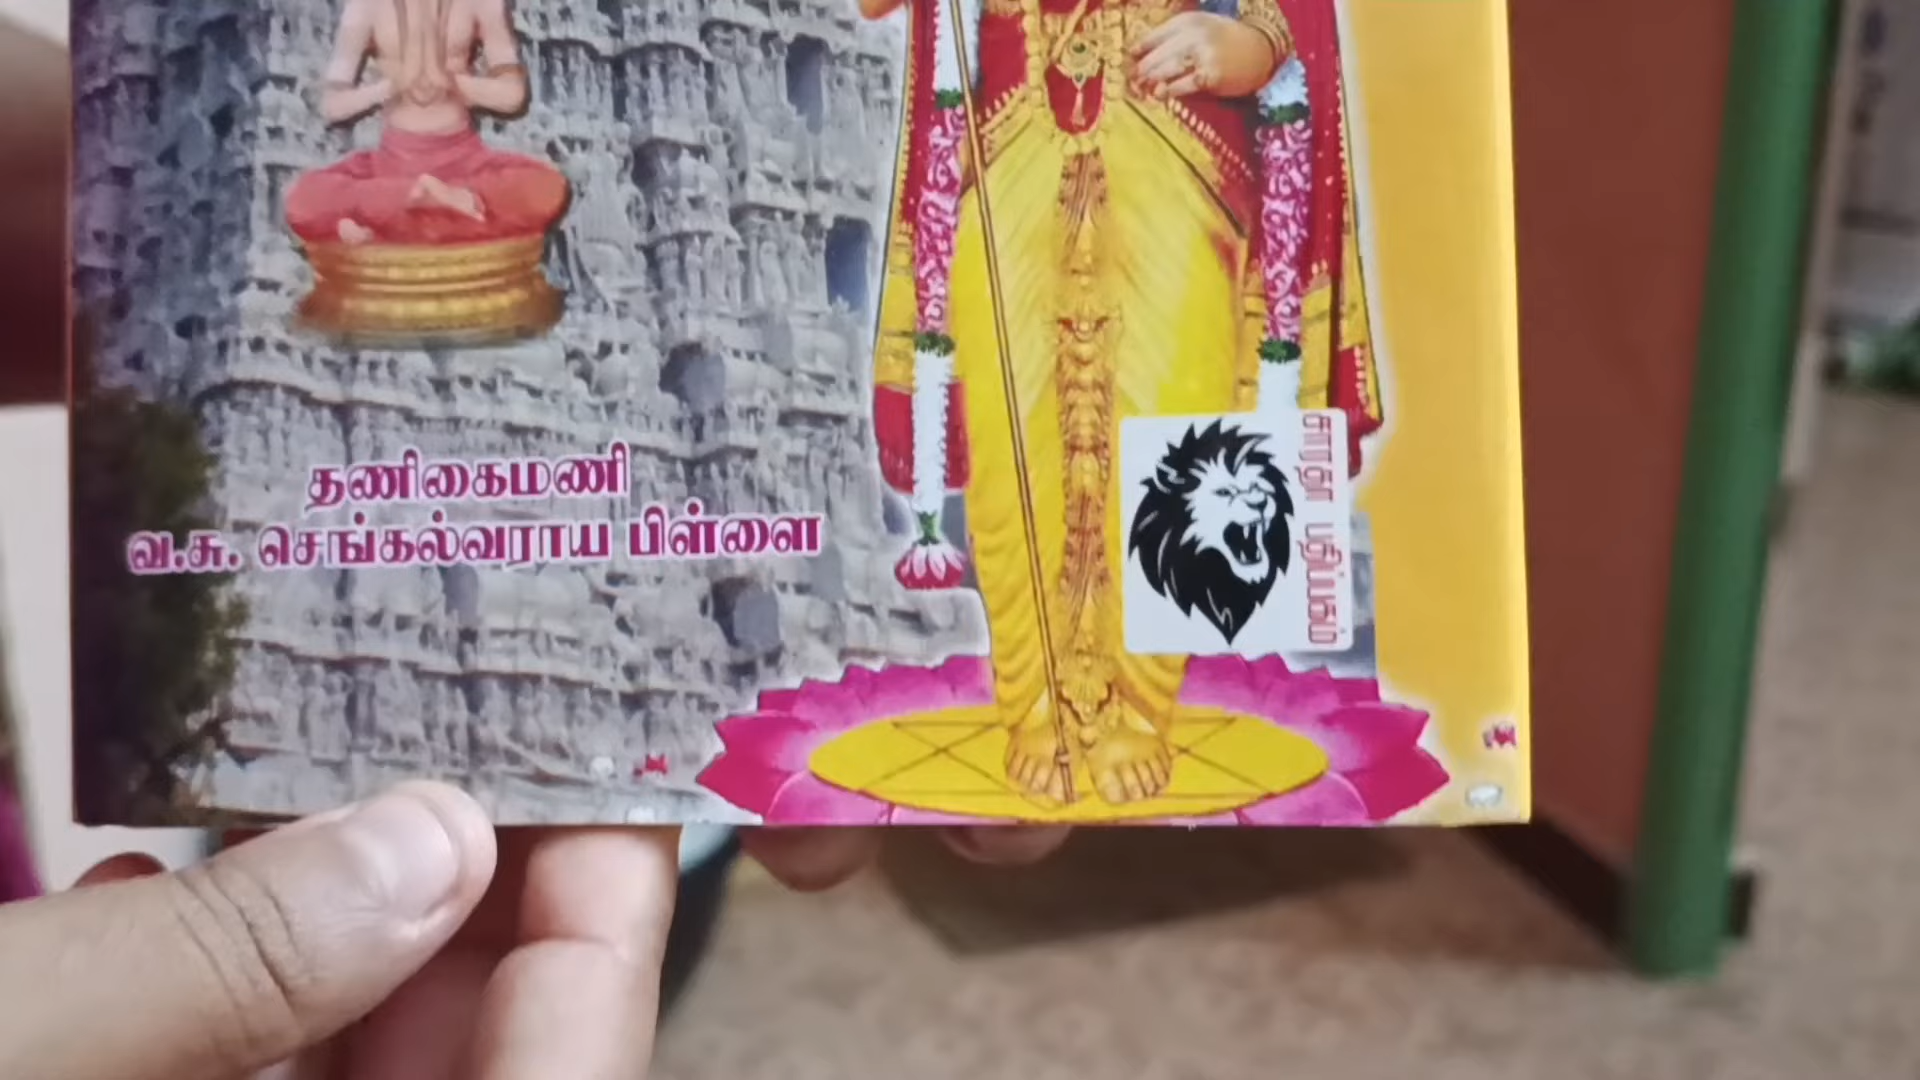 தணிகைமணி
வ.சு. செங்கல்வராய பிள்ளை
சாரதா பதிப்பகம்